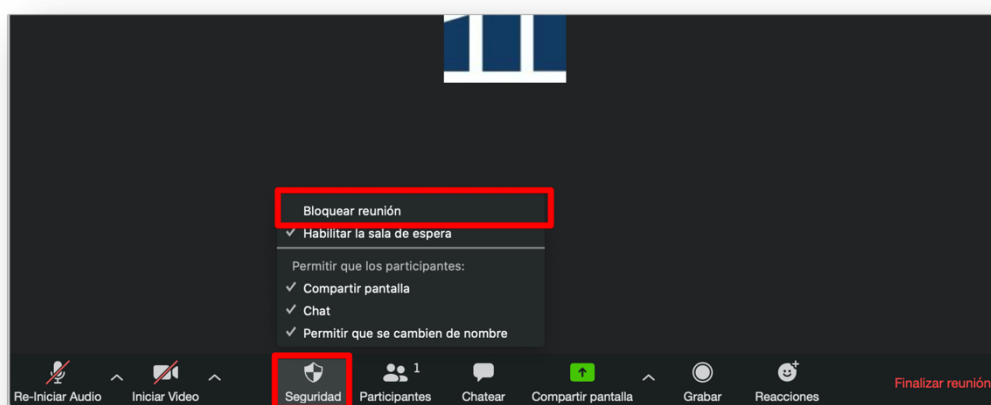 Bloquear reunión
Habilitar la sala de espera
Permitir que los participantes:
Compartir pantalla
Chat
Permitir que se cambien de nombre
1
Re-Iniciar Audio Iniciar Video Seguridad Participantes Chatear Compartir pantalla Grabar Reacciones Finalizar reunión